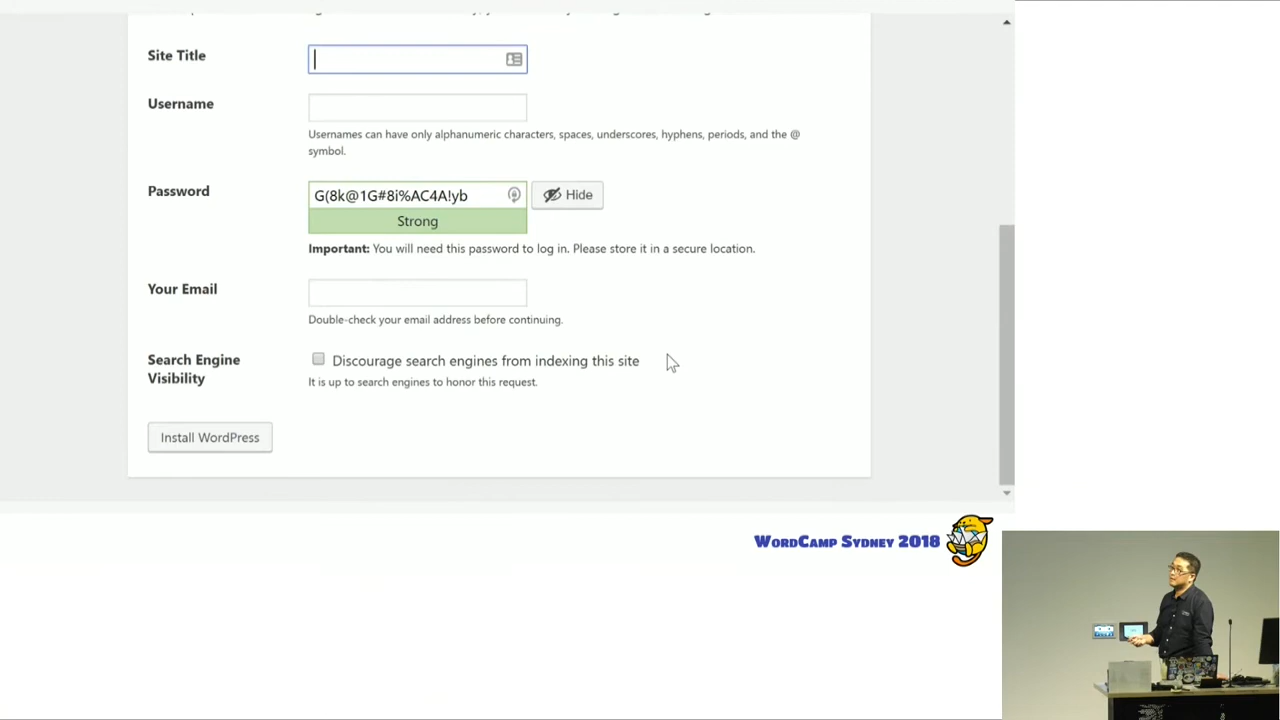 Site Title
Username
Usernames can have only alphanumeric characters, spaces, underscores, hyphens, periods, and the @
symbol.
Password
G(8k@1G#8i%AC4A!yb
Hide
Strong
Important: You will need this password to log in. Please store it in a secure location.
Your Email
Double-check your email address before continuing.
Search Engine
Visibility
Discourage search engines from indexing this site
It is up to search engines to honor this request.
Install WordPress
WordCamp Sydney 2018